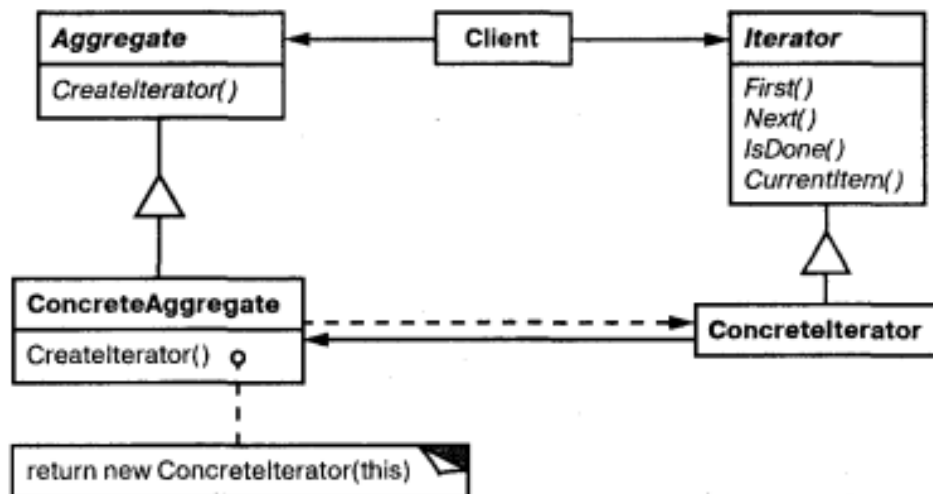 Aggregate
CreateIterator()
Client
Iterator
First()
Next()
IsDone()
CurrentItem()
ConcreteAggregate
CreateIterator()
ConcreteIterator
return new ConcreteIterator(this)